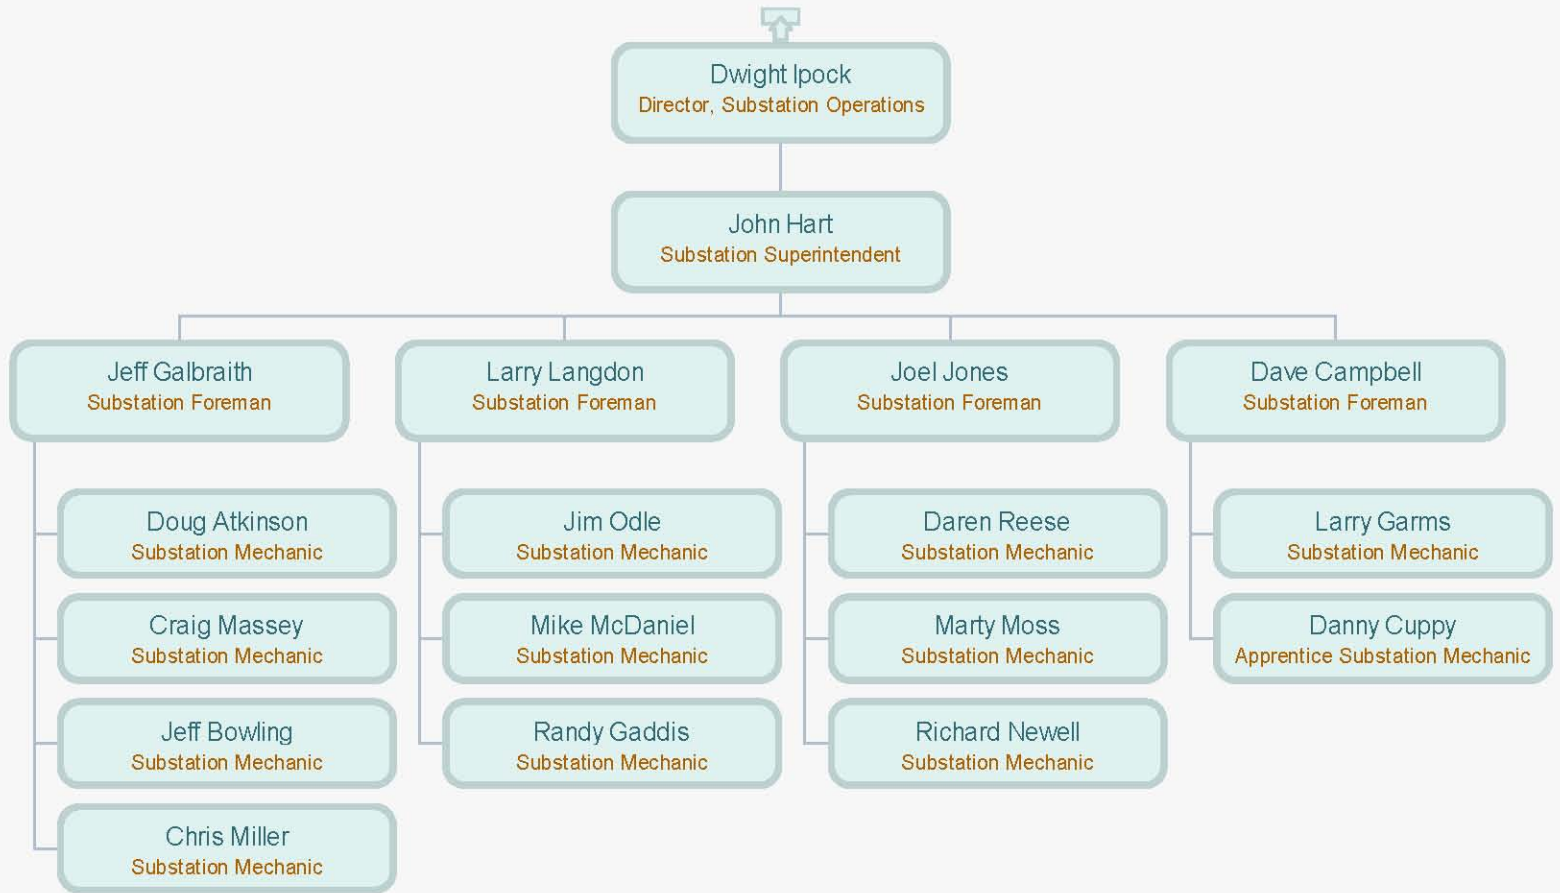 Dwight Ipock
Director, Substation Operations
John Hart
Substation Superintendent
Jeff Galbraith
Substation Foreman
Larry Langdon
Substation Foreman
Joel Jones
Substation Foreman
Dave Campbell
Substation Foreman
Doug Atkinson
Substation Mechanic
Craig Massey
Substation Mechanic
Jeff Bowling
Substation Mechanic
Chris Miller
Substation Mechanic
Jim Odle
Substation Mechanic
Mike McDaniel
Substation Mechanic
Randy Gaddis
Substation Mechanic
Daren Reese
Substation Mechanic
Marty Moss
Substation Mechanic
Richard Newell
Substation Mechanic
Larry Garms
Substation Mechanic
Danny Cuppy
Apprentice Substation Mechanic